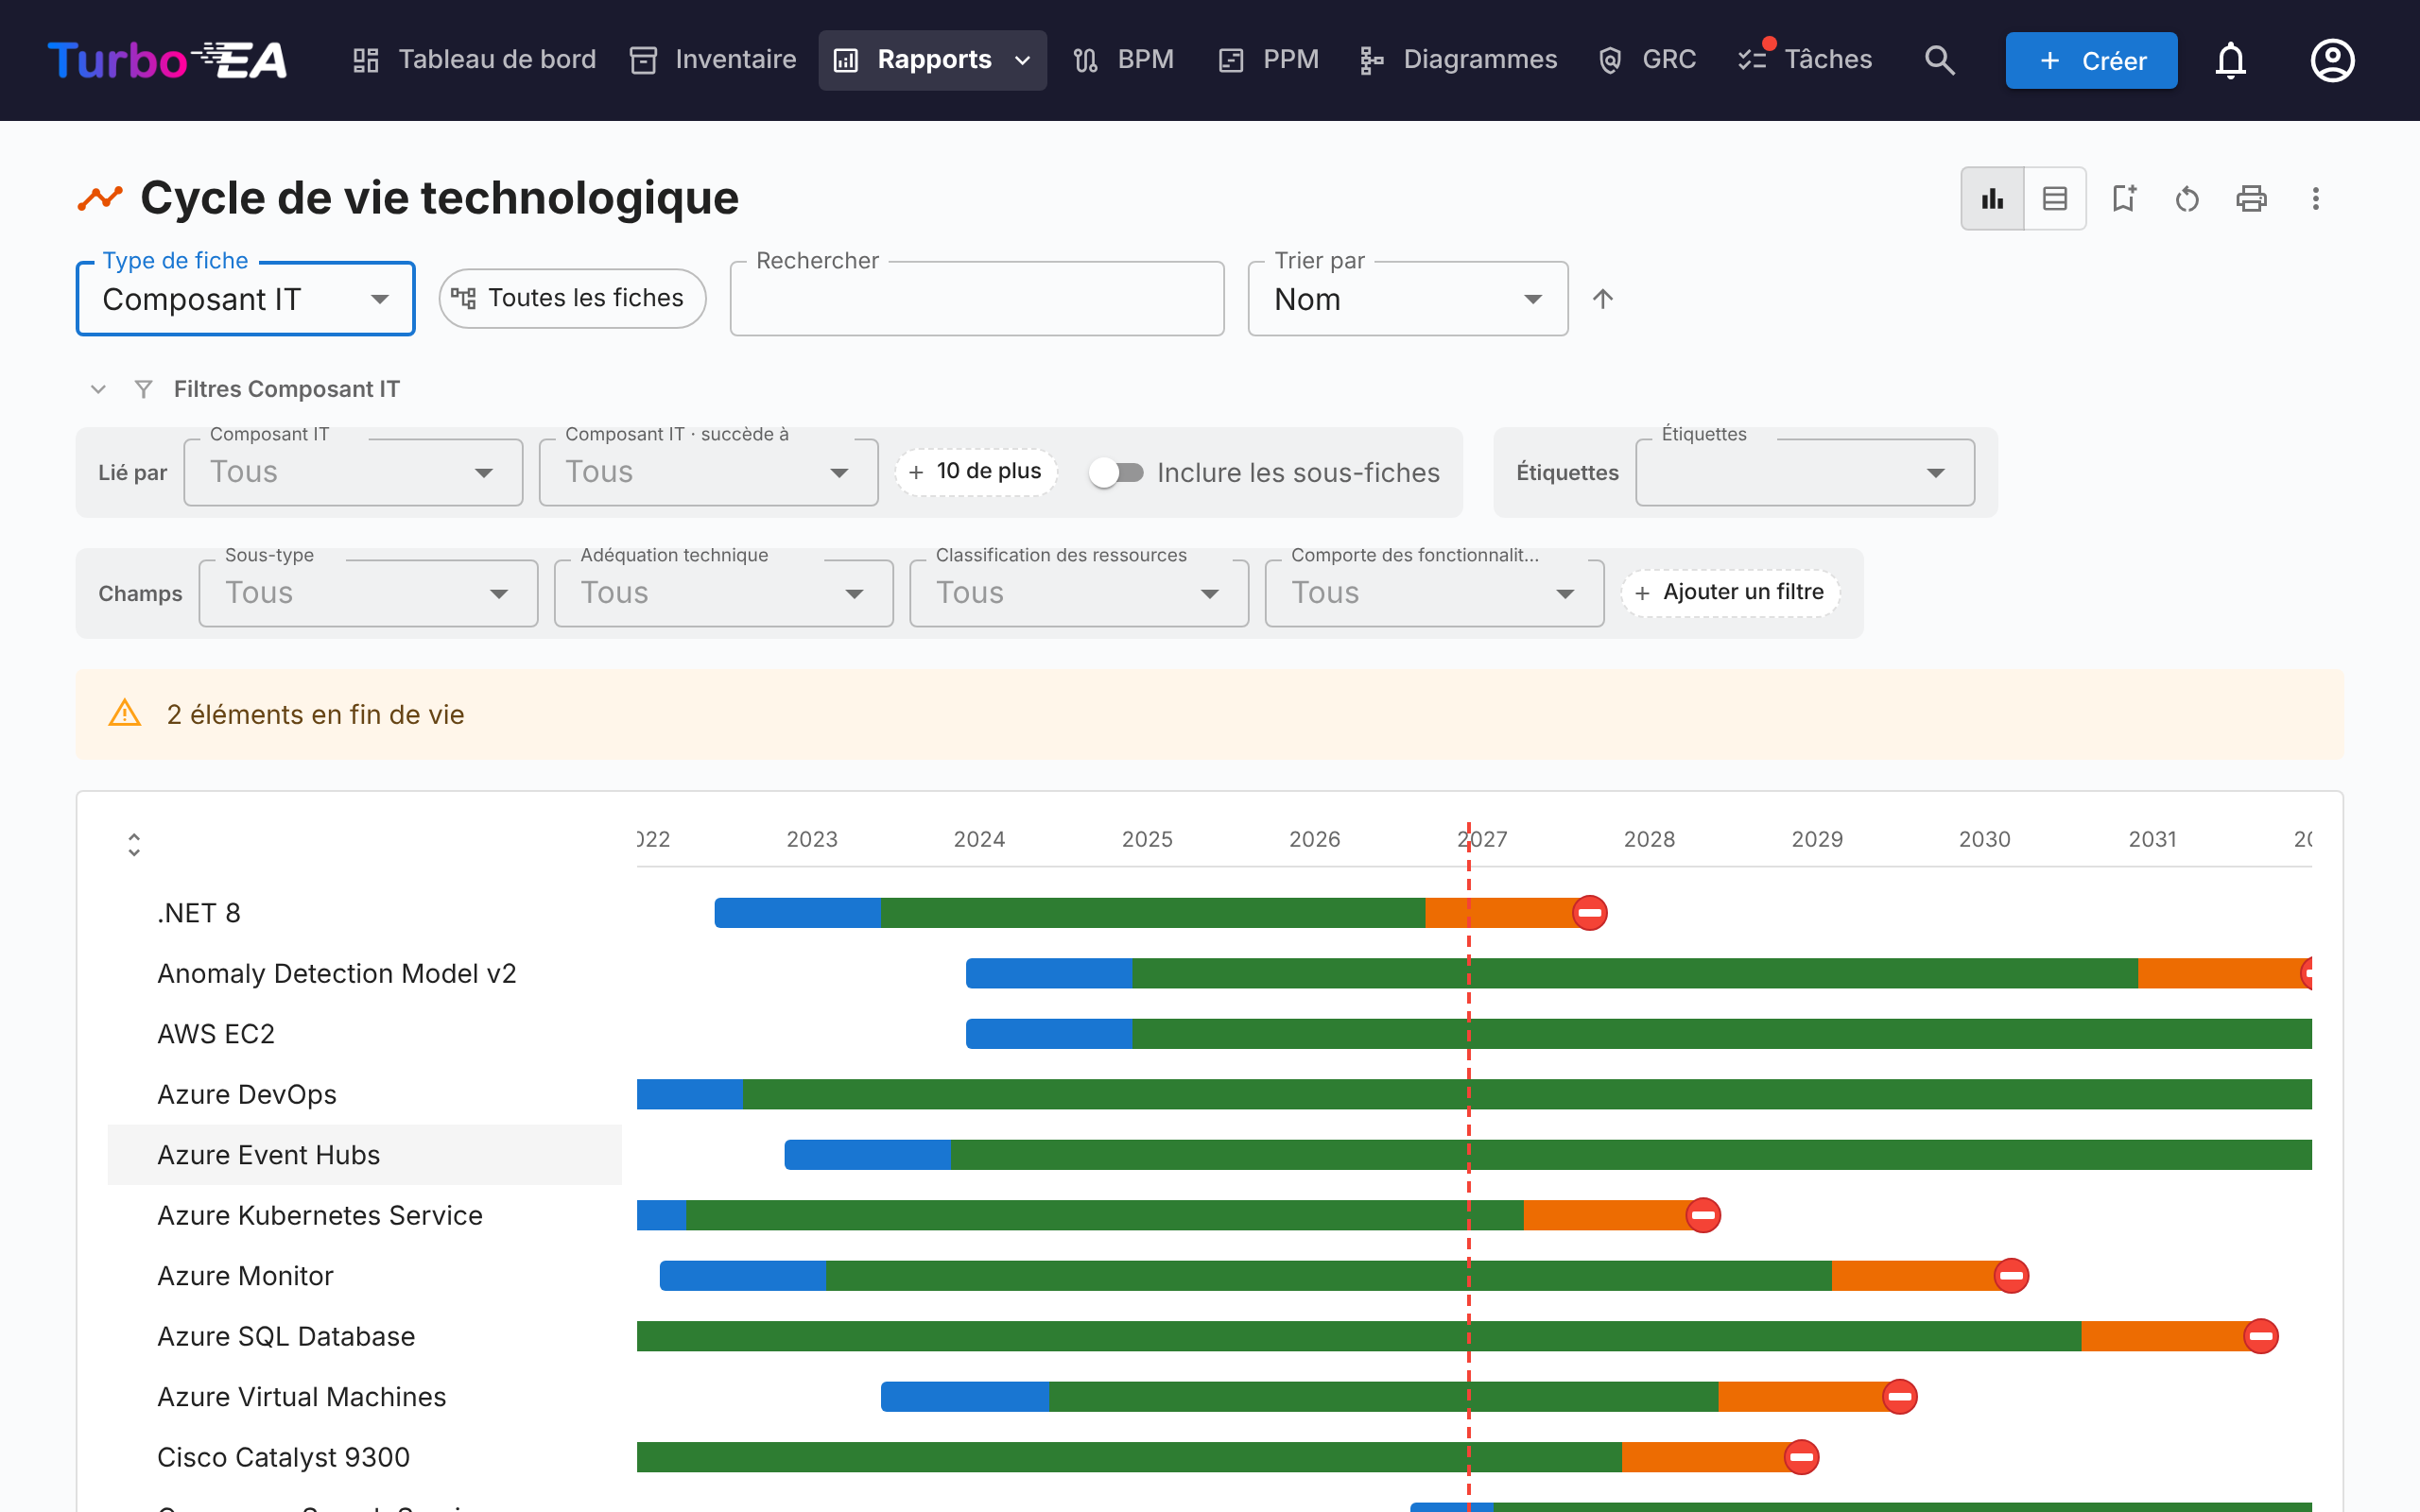 Turbo EA Tableau de bord Inventaire Rapports BPM PPM Diagrammes GRC Tâches + Créer
Cycle de vie technologique
Type de fiche Rechercher Trier par
Composant IT Toutes les fiches Nom
Filtres Composant IT
Composant IT Composant IT · succède à Étiquettes
Lié par Tous Tous + 10 de plus Inclure les sous-fiches Étiquettes
Sous-type Adéquation technique Classification des ressources Comporte des fonctionnalit...
Champs Tous Tous Tous Tous + Ajouter un filtre
2 éléments en fin de vie
022 2023 2024 2025 2026 2027 2028 2029 2030 2031
.NET 8
Anomaly Detection Model v2
AWS EC2
Azure DevOps
Azure Event Hubs
Azure Kubernetes Service
Azure Monitor
Azure SQL Database
Azure Virtual Machines
Cisco Catalyst 9300